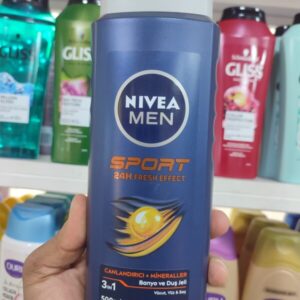 GLISS
GLISS
GLISS
NIVEA
MEN
SPORT
24H FRESH EFFECT
CANLANDIRICI + MİNERALLER
3in1
Banyo ve Duş Jeli
Vücut, Yüz & Saç
500